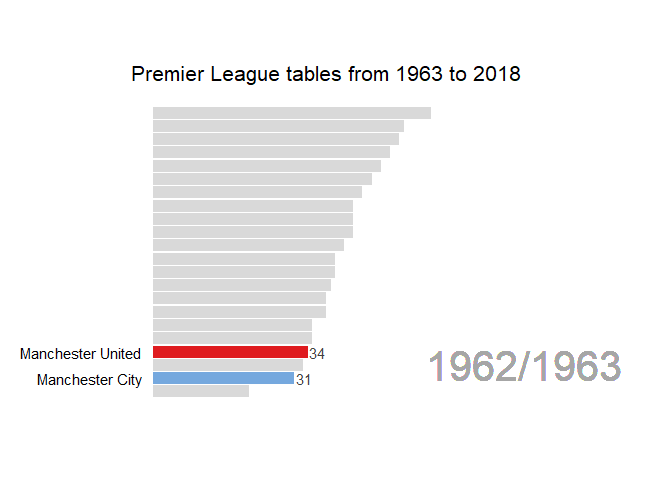 Premier League tables from 1963 to 2018
Manchester United 34
Manchester City 31
1962/1963